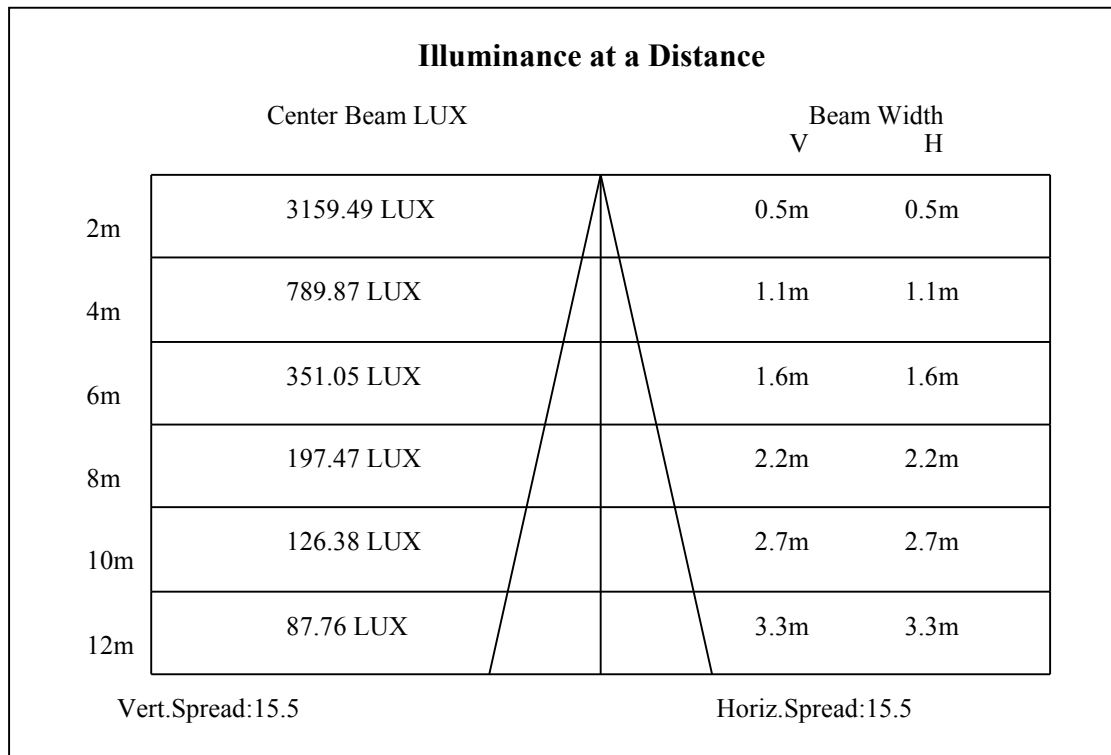 Illuminance at a Distance
Center Beam LUX Beam Width
V H
2m 3159.49 LUX 0.5m 0.5m
4m 789.87 LUX 1.1m 1.1m
6m 351.05 LUX 1.6m 1.6m
8m 197.47 LUX 2.2m 2.2m
10m 126.38 LUX 2.7m 2.7m
12m 87.76 LUX 3.3m 3.3m
Vert.Spread:15.5 Horiz.Spread:15.5